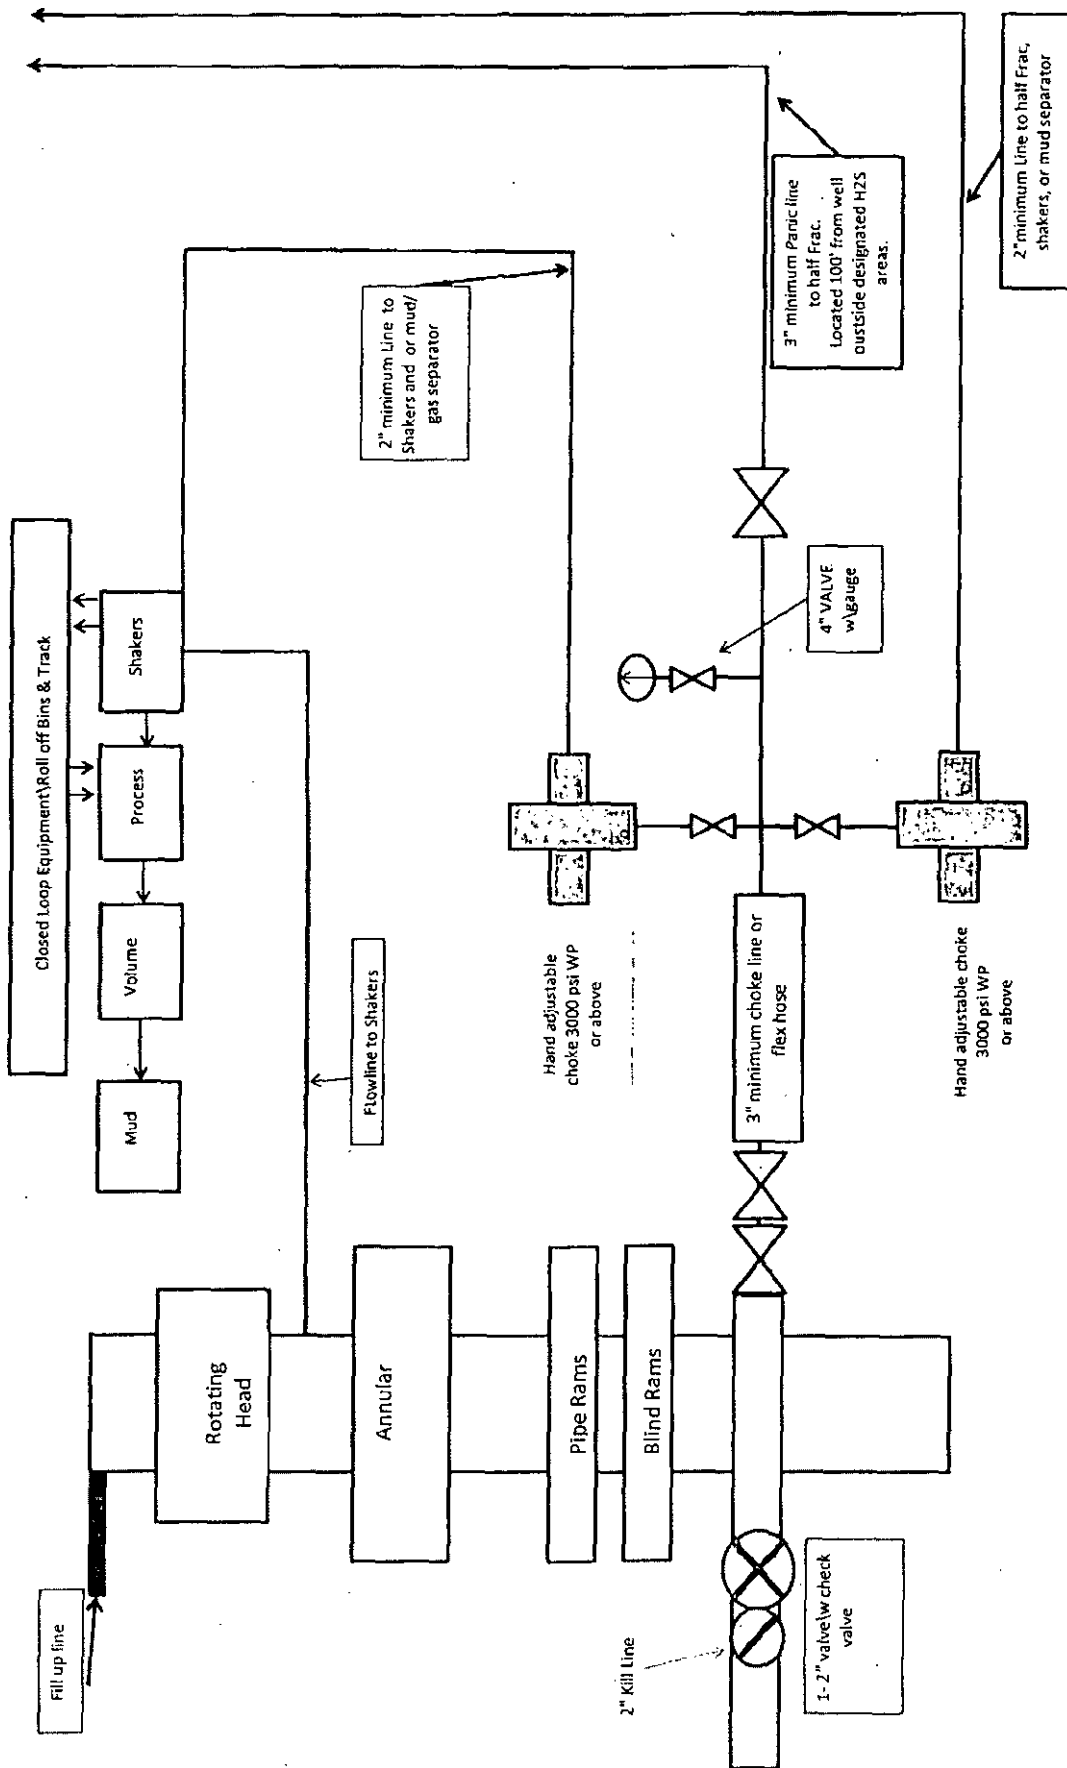 Closed Loop Equipment\Roll off Bins & Track
Mud
Volume
Process
Shakers
Fill up line
Rotating
Head
Flowline to Shakers
Annular
Pipe Rams
Blind Rams
2" minimum Line to
Shakers and or mud/
gas separator
Hand adjustable
choke 3000 psi WP
or above
2" Kill Line
1- 2" valve\w check
valve
3" minimum choke line or
flex hose
4" VALVE
w\gauge
3" minimum Panic line
to half Frac.
Located 100' from well
oustside designated H2S
areas.
Hand adjustable choke
3000 psi WP
or above
2"minimum Line to half Frac,
shakers, or mud separator